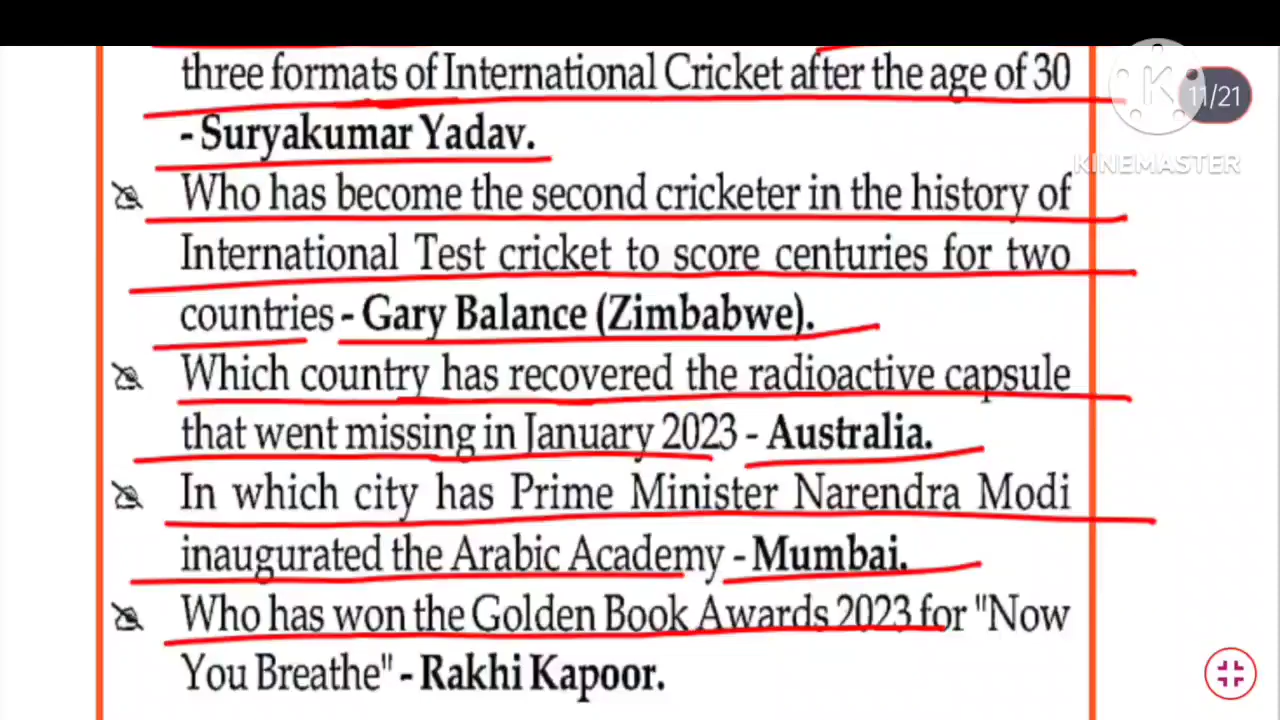 three formats of International Cricket after the age of 30
- Suryakumar Yadav.
Who has become the second cricketer in the history of
International Test cricket to score centuries for two
countries - Gary Balance (Zimbabwe).
Which country has recovered the radioactive capsule
that went missing in January 2023 - Australia.
In which city has Prime Minister Narendra Modi
inaugurated the Arabic Academy - Mumbai.
Who has won the Golden Book Awards 2023 for "Now
You Breathe" - Rakhi Kapoor.
K
11/21
KINEMASTER